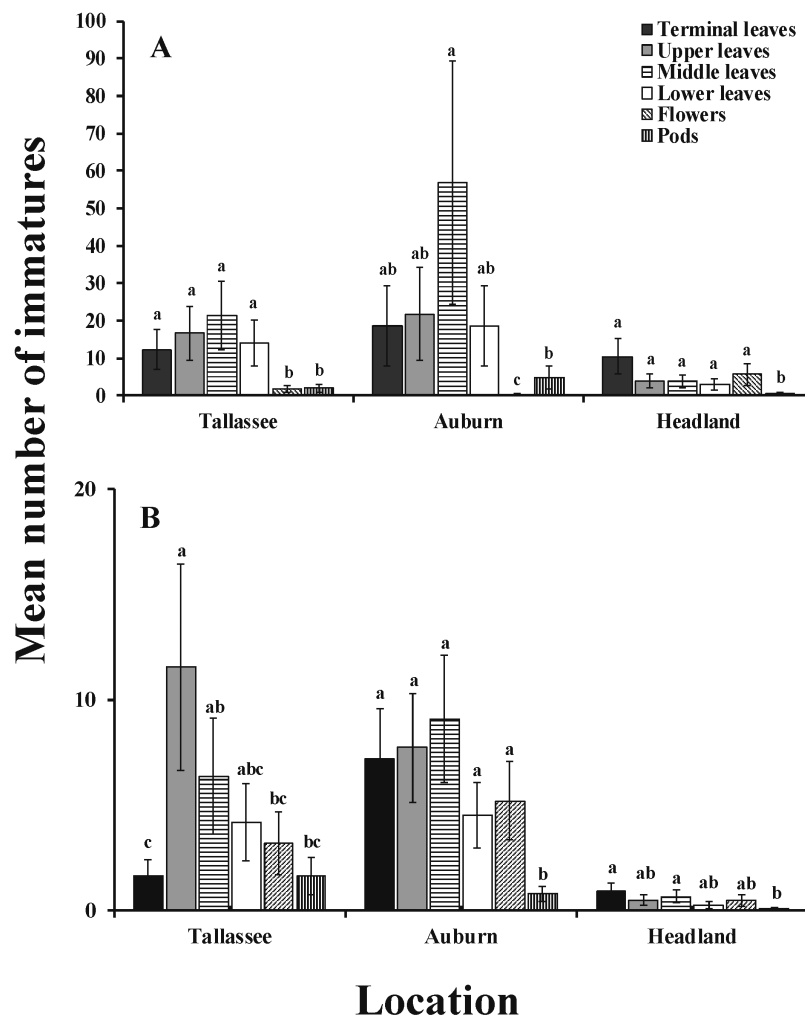 Mean number of immatures
A
100
90
80
70
60
50
40
30
20
10
0
Terminal leaves
Upper leaves
Middle leaves
Lower leaves
Flowers
Pods
a a a a b b
ab ab a ab c b
a a a a a b
Tallassee Auburn Headland
B
20
10
0
c a ab abc bc bc
a a a a a b
a ab a ab ab b
Tallassee Auburn Headland
Location